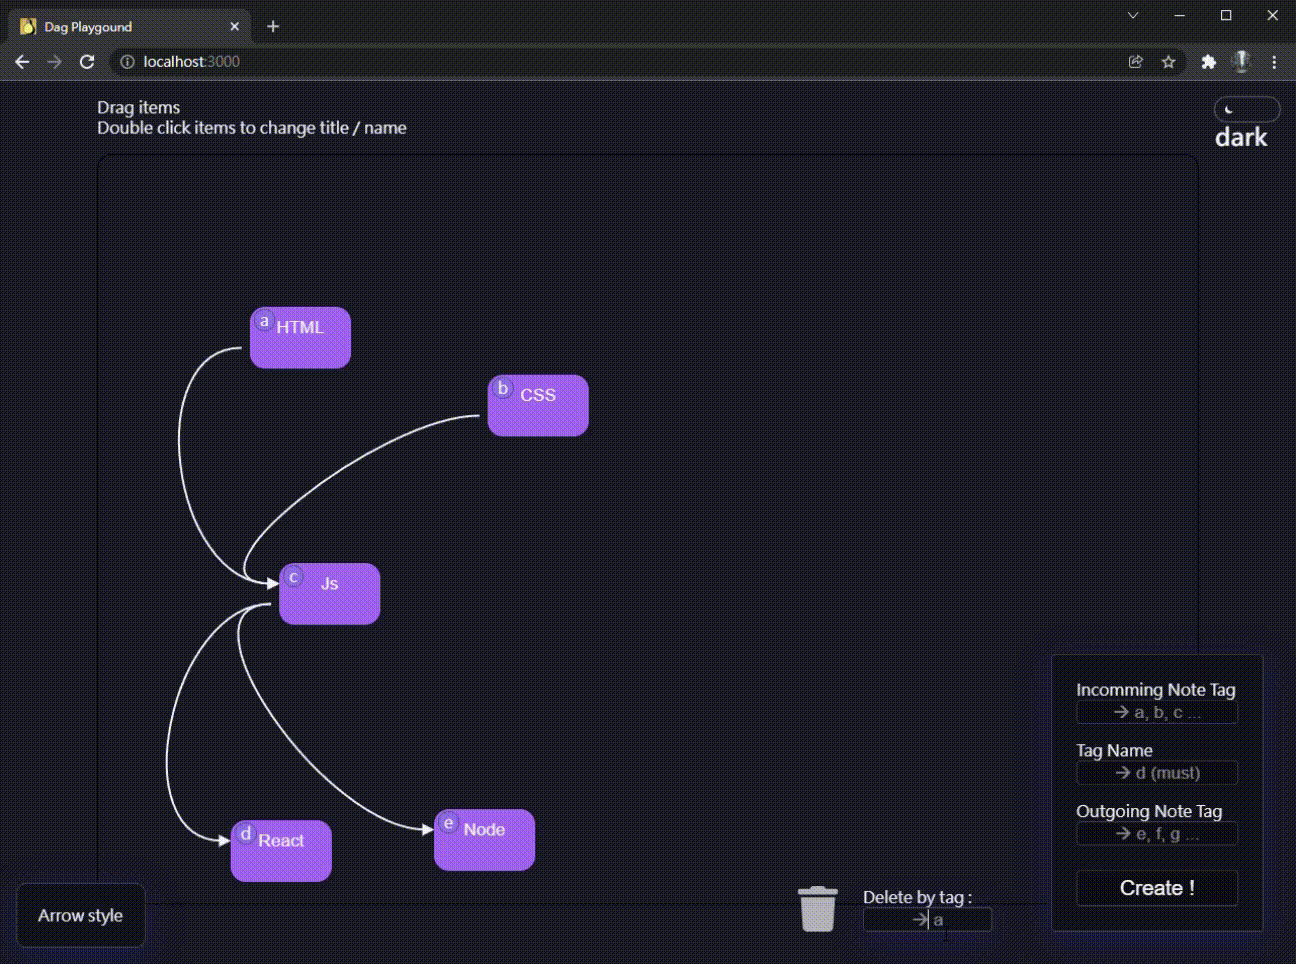 Dag Playgound
localhost:3000
Drag items
Double click items to change title / name
dark
a HTML
b CSS
c Js
d React
e Node
Incomming Note Tag
→ a, b, c ...
Tag Name
→ d (must)
Outgoing Note Tag
→ e, f, g ...
Create !
Arrow style
Delete by tag :
→ a